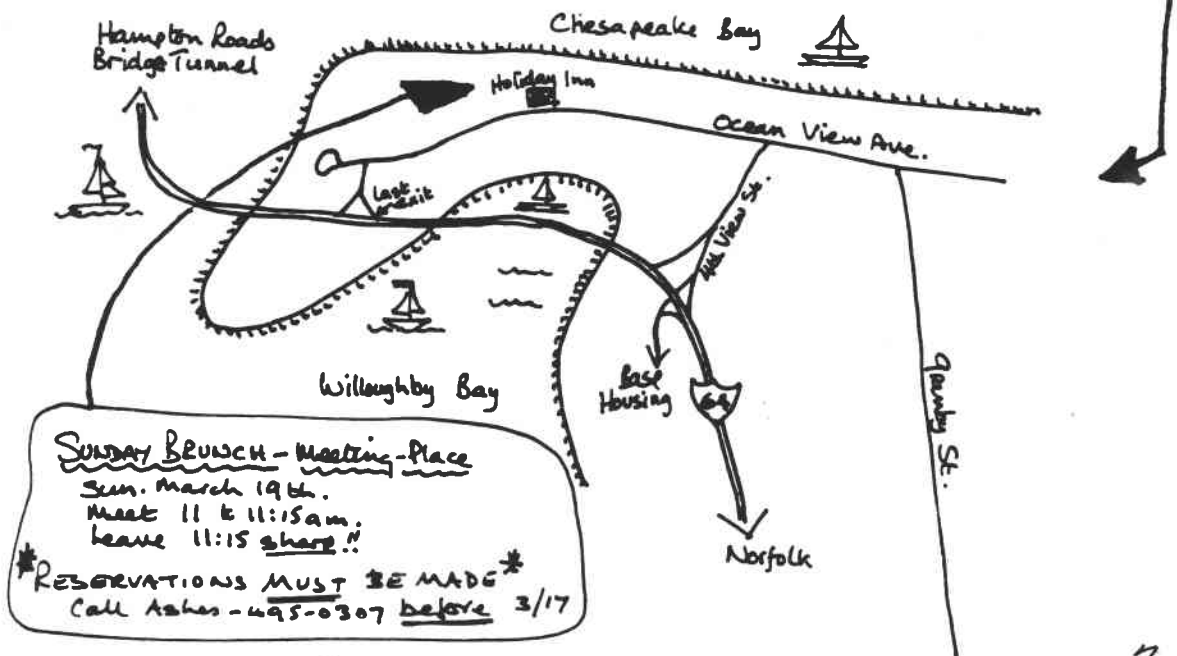 Chesapeake Bay
Hampton Roads
Bridge Tunnel
Holiday Inn
Ocean View Ave.
Last
exit
4th View St.
Willoughby Bay
Base
Housing
64
Granby St.
Norfolk
SUNDAY BRUNCH - Meeting-Place
Sun. March 19th.
Meet 11 to 11:15am.
Leave 11:15 sharp!!
*RESERVATIONS MUST BE MADE*
Call Ashes - 495-0307 before 3/17